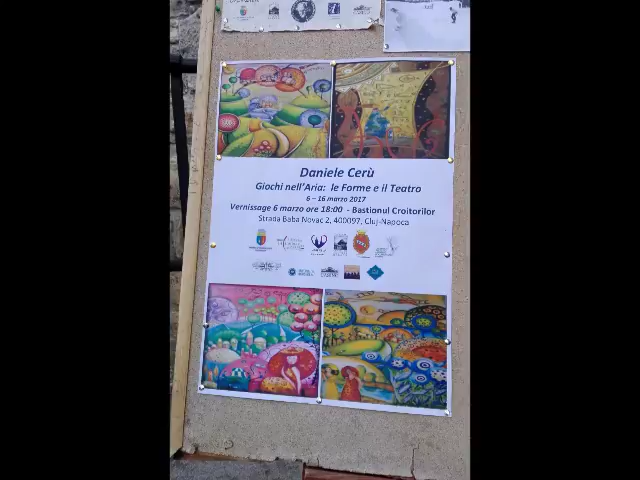 Daniele Cerù
Giochi nell'Aria: le Forme e il Teatro
6 – 16 marzo 2017
Vernissage 6 marzo ore 18:00 - Bastionul Croitorilor
Strada Baba Novac 2, 400097, Cluj-Napoca